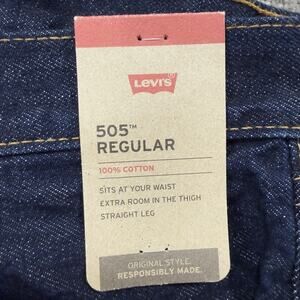 Levi's
505™
REGULAR
100% COTTON
SITS AT YOUR WAIST
EXTRA ROOM IN THE THIGH
STRAIGHT LEG
ORIGINAL STYLE.
RESPONSIBLY MADE.